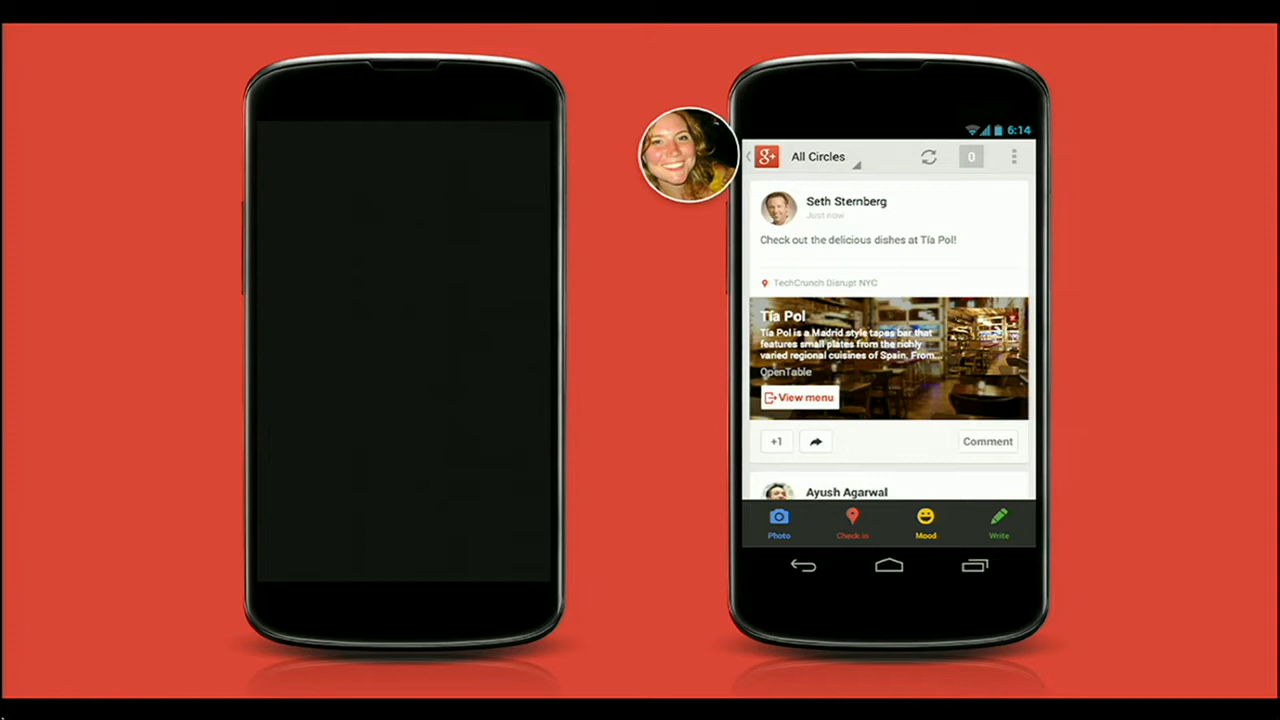 6:14
g+ All Circles 0
Seth Sternberg
Just now
Check out the delicious dishes at Tía Pol!
TechCrunch Disrupt NYC
Tía Pol
Tía Pol is a Madrid style tapas bar that
features small plates from the richly
varied regional cuisines of Spain. From...
OpenTable
View menu
+1
Comment
Ayush Agarwal
Photo
Check in
Mood
Write